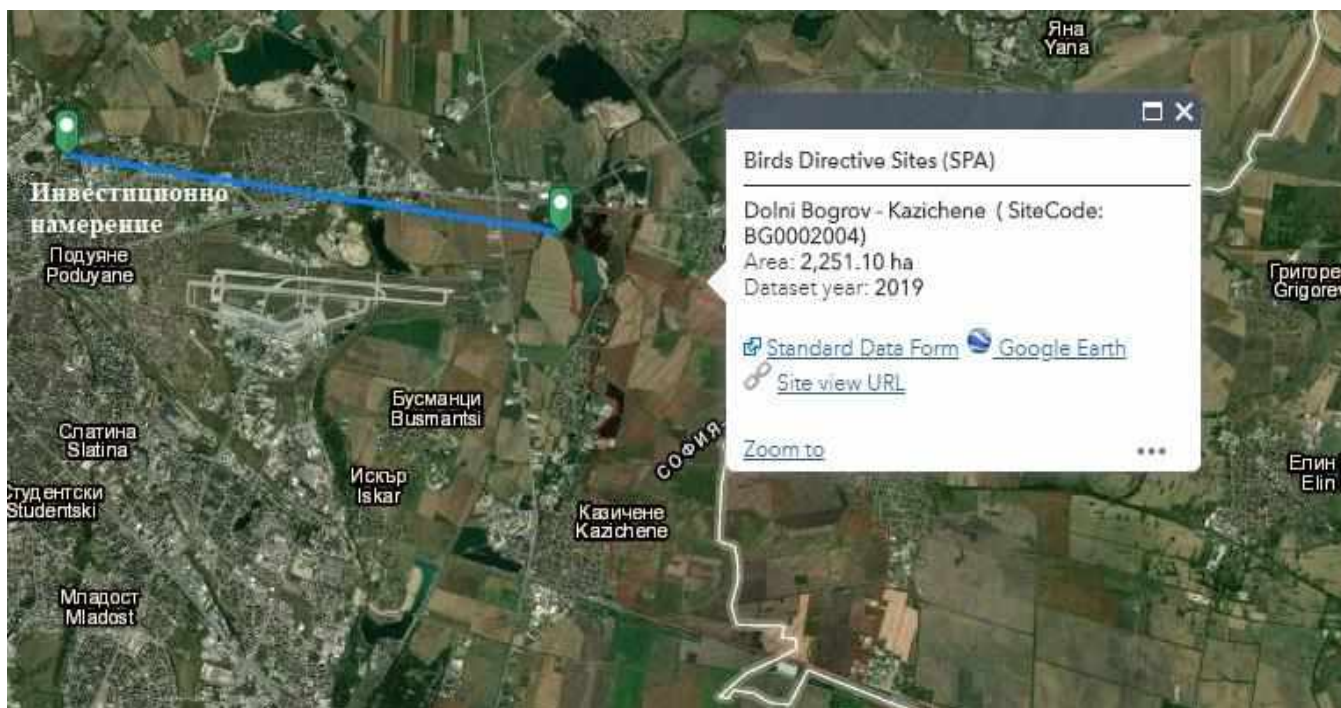 Яна
Yana
Birds Directive Sites (SPA)
Dolni Bogrov - Kazichene ( SiteCode:
BG0002004)
Area: 2,251.10 ha
Dataset year: 2019
Standard Data Form Google Earth
Site view URL
Zoom to
Инвестиционно
намерение
Подуяне
Poduyane
Григоре
Grigorev
Бусманци
Busmantsi
Слатина
Slatina
СОФИЯ
Искър
Iskar
Елин
Elin
Студентски
Studentski
Казичене
Kazichene
Младост
Mladost